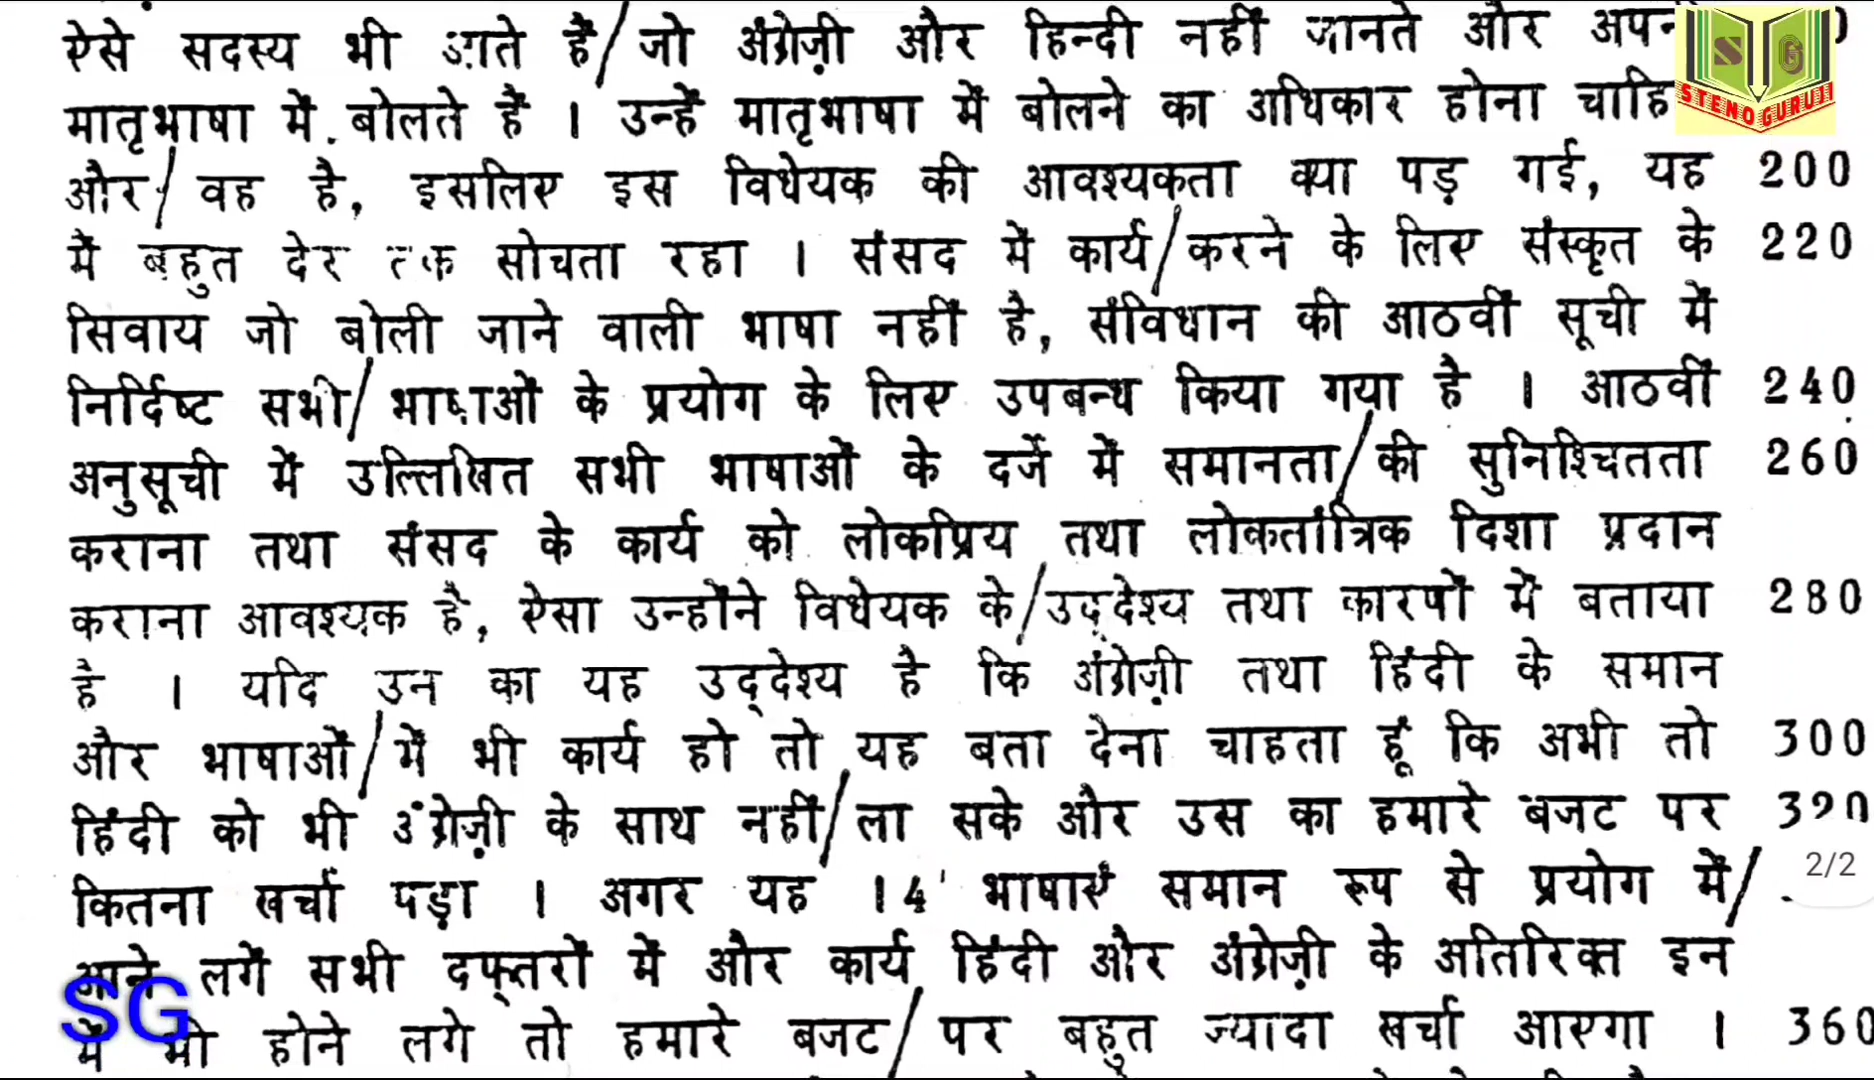 ऐसे सदस्य भी आते हैं/जो अंग्रेज़ी और हिन्दी नहीं जानते और
मातृभाषा में बोलते हैं । उन्हें मातृभाषा में बोलने का अधिकार होना
STENO GURUJI
और/ वह है, इसलिए इस विधेयक की आवश्यकता क्या पड़ गई, यह 200
मैं बहुत देर तक सोचता रहा । संसद में कार्य/करने के लिए संस्कृत के 220
सिवाय जो बोली जाने वाली भाषा नहीं है, संविधान की आठवीं सूची में
निर्दिष्ट सभी/ भाषाओं के प्रयोग के लिए उपबन्ध किया गया है । आठवीं 240
अनुसूची में उल्लिखित सभी भाषाओं के दर्जे में समानता/की सुनिश्चितता 260
कराना तथा संसद के कार्य को लोकप्रिय तथा लोकतांत्रिक दिशा प्रदान
कराना आवश्यक है, ऐसा उन्होंने विधेयक के/उद्देश्य तथा कारणों में बताया 280
है । यदि उन का यह उद्देश्य है कि अंग्रेज़ी तथा हिंदी के समान
और भाषाओं/में भी कार्य हो तो यह बता देना चाहता हूं कि अभी तो 300
हिंदी को भी अंग्रेज़ी के साथ नहीं/ला सके और उस का हमारे बजट पर 320
कितना खर्चा पड़ा । अगर यह 14 भाषाएं समान रूप से प्रयोग में/ 2/2
आने लगें सभी दफ्तरों में और कार्य हिंदी और अंग्रेज़ी के अतिरिक्त इन
SG
में भी होने लगे तो हमारे बजट/पर बहुत ज्यादा खर्चा आएगा । 360